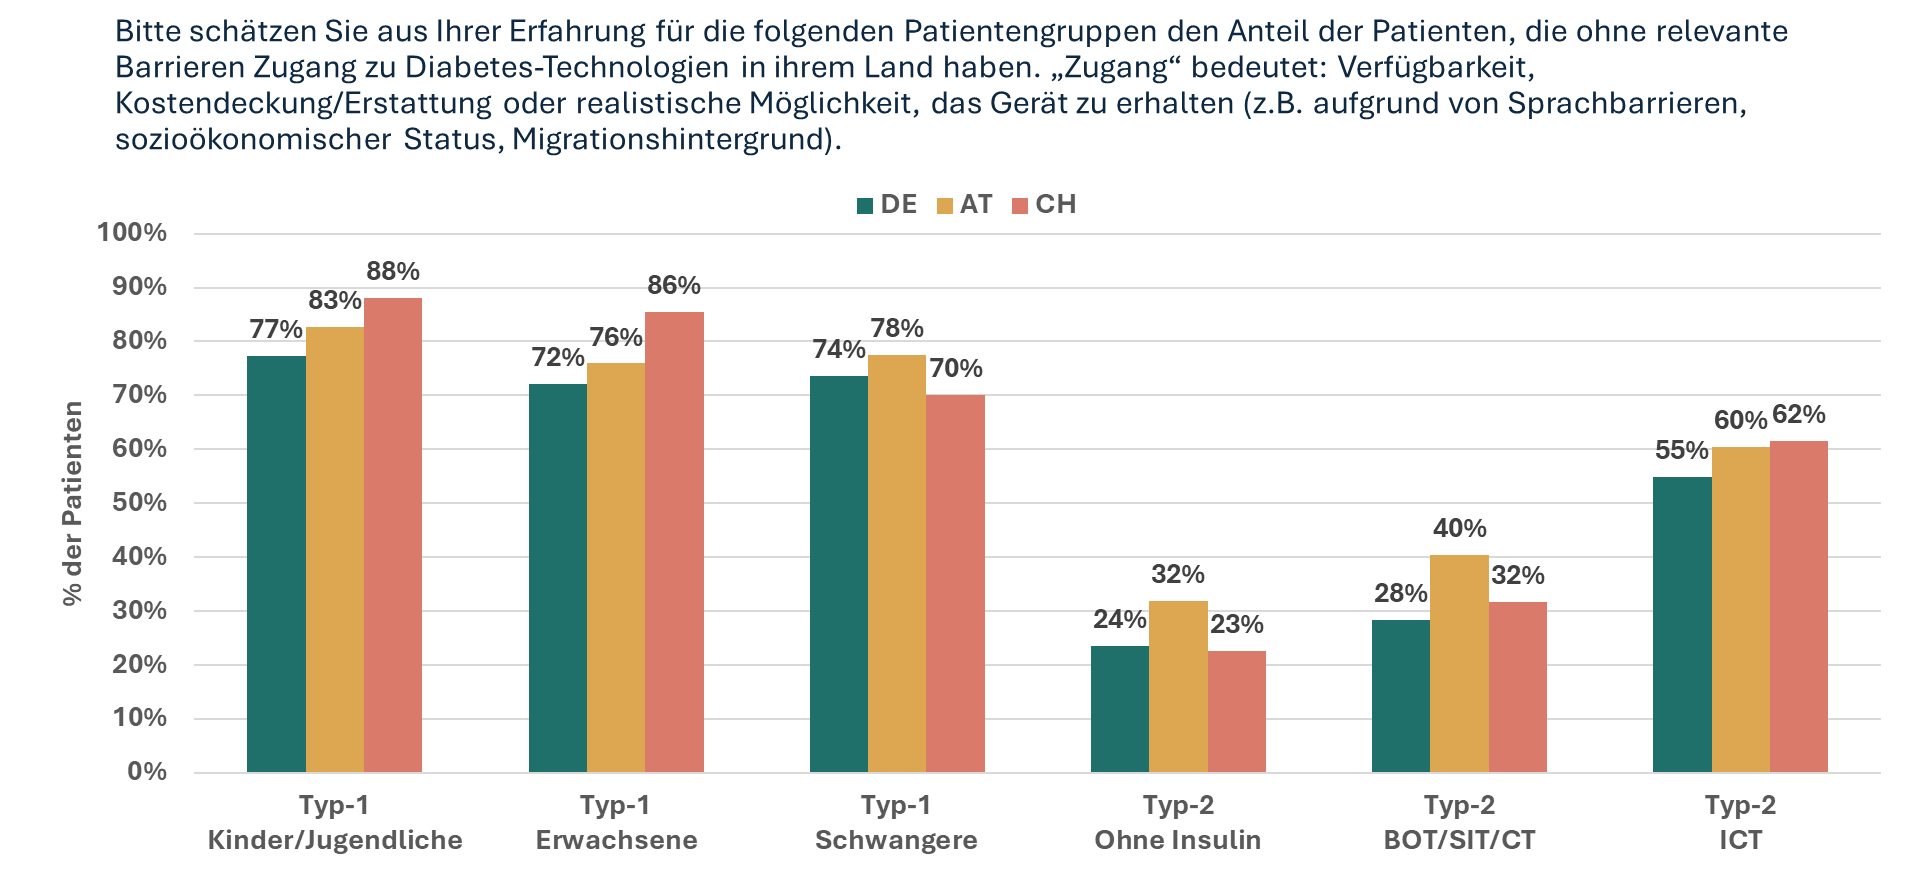 Bitte schätzen Sie aus Ihrer Erfahrung für die folgenden Patientengruppen den Anteil der Patienten, die ohne relevante
Barrieren Zugang zu Diabetes-Technologien in ihrem Land haben. „Zugang“ bedeutet: Verfügbarkeit,
Kostendeckung/Erstattung oder realistische Möglichkeit, das Gerät zu erhalten (z.B. aufgrund von Sprachbarrieren,
sozioökonomischer Status, Migrationshintergrund).
DE AT CH
% der Patienten
100%
90%
80%
70%
60%
50%
40%
30%
20%
10%
0%
77% 83% 88%
72% 76% 86%
74% 78% 70%
24% 32% 23%
28% 40% 32%
55% 60% 62%
Typ-1
Kinder/Jugendliche
Typ-1
Erwachsene
Typ-1
Schwangere
Typ-2
Ohne Insulin
Typ-2
BOT/SIT/CT
Typ-2
ICT